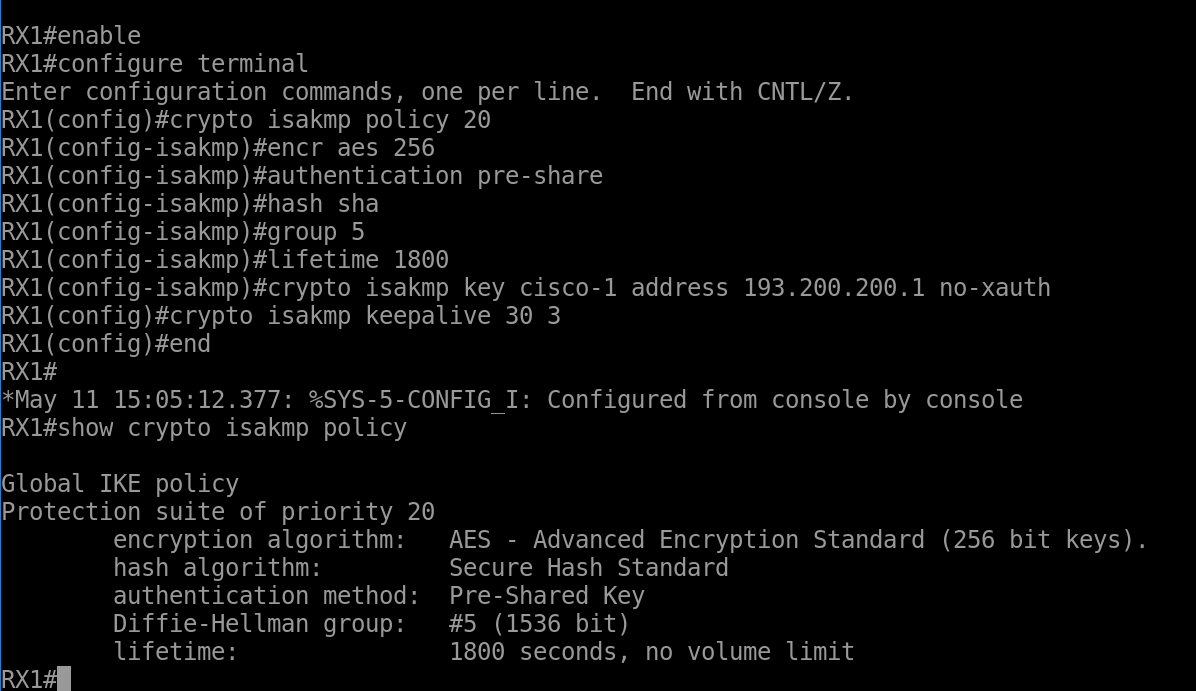 RX1#enable
RX1#configure terminal
Enter configuration commands, one per line.  End with CNTL/Z.
RX1(config)#crypto isakmp policy 20
RX1(config-isakmp)#encr aes 256
RX1(config-isakmp)#authentication pre-share
RX1(config-isakmp)#hash sha
RX1(config-isakmp)#group 5
RX1(config-isakmp)#lifetime 1800
RX1(config-isakmp)#crypto isakmp key cisco-1 address 193.200.200.1 no-xauth
RX1(config)#crypto isakmp keepalive 30 3
RX1(config)#end
RX1#
*May 11 15:05:12.377: %SYS-5-CONFIG_I: Configured from console by console
RX1#show crypto isakmp policy

Global IKE policy
Protection suite of priority 20
        encryption algorithm:   AES - Advanced Encryption Standard (256 bit keys).
        hash algorithm:         Secure Hash Standard
        authentication method:  Pre-Shared Key
        Diffie-Hellman group:   #5 (1536 bit)
        lifetime:               1800 seconds, no volume limit
RX1#